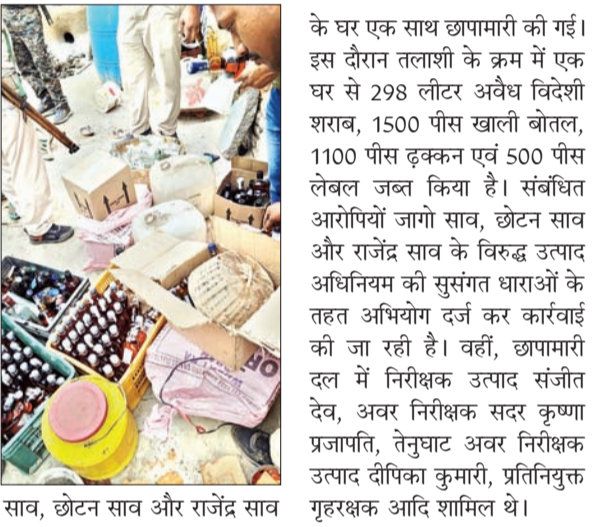 साव, छोटन साव और राजेंद्र साव
के घर एक साथ छापामारी की गई।
इस दौरान तलाशी के क्रम में एक
घर से 298 लीटर अवैध विदेशी
शराब, 1500 पीस खाली बोतल,
1100 पीस ढ़क्कन एवं 500 पीस
लेबल जब्त किया है। संबंधित
आरोपियों जागो साव, छोटन साव
और राजेंद्र साव के विरुद्ध उत्पाद
अधिनियम की सुसंगत धाराओं के
तहत अभियोग दर्ज कर कार्रवाई
की जा रही है। वहीं, छापामारी
दल में निरीक्षक उत्पाद संजीत
देव, अवर निरीक्षक सदर कृष्णा
प्रजापति, तेनुघाट अवर निरीक्षक
उत्पाद दीपिका कुमारी, प्रतिनियुक्त
गृहरक्षक आदि शामिल थे।